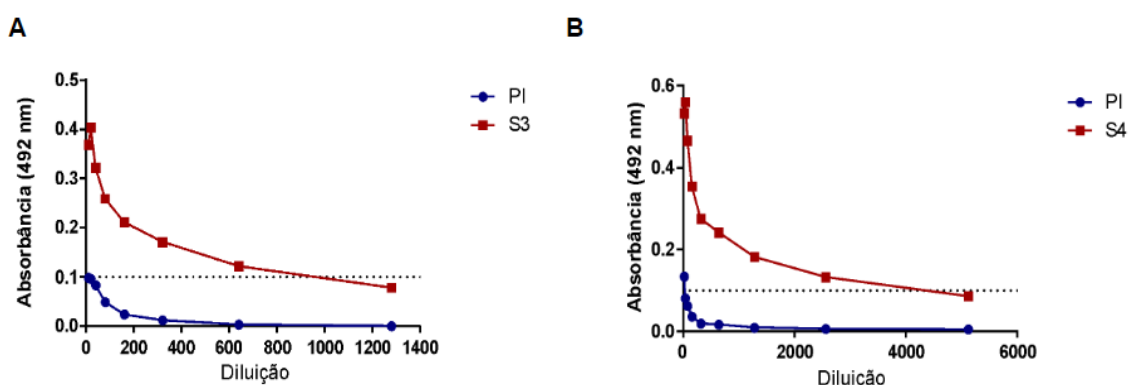 A
B
Absorbância (492 nm)
0.5
0.4
0.3
0.2
0.1
0.0
0 200 400 600 800 1000 1200 1400
Diluição
PI
S3
Absorbância (492 nm)
0.6
0.4
0.2
0.0
0 2000 4000 6000
Diluição
PI
S4